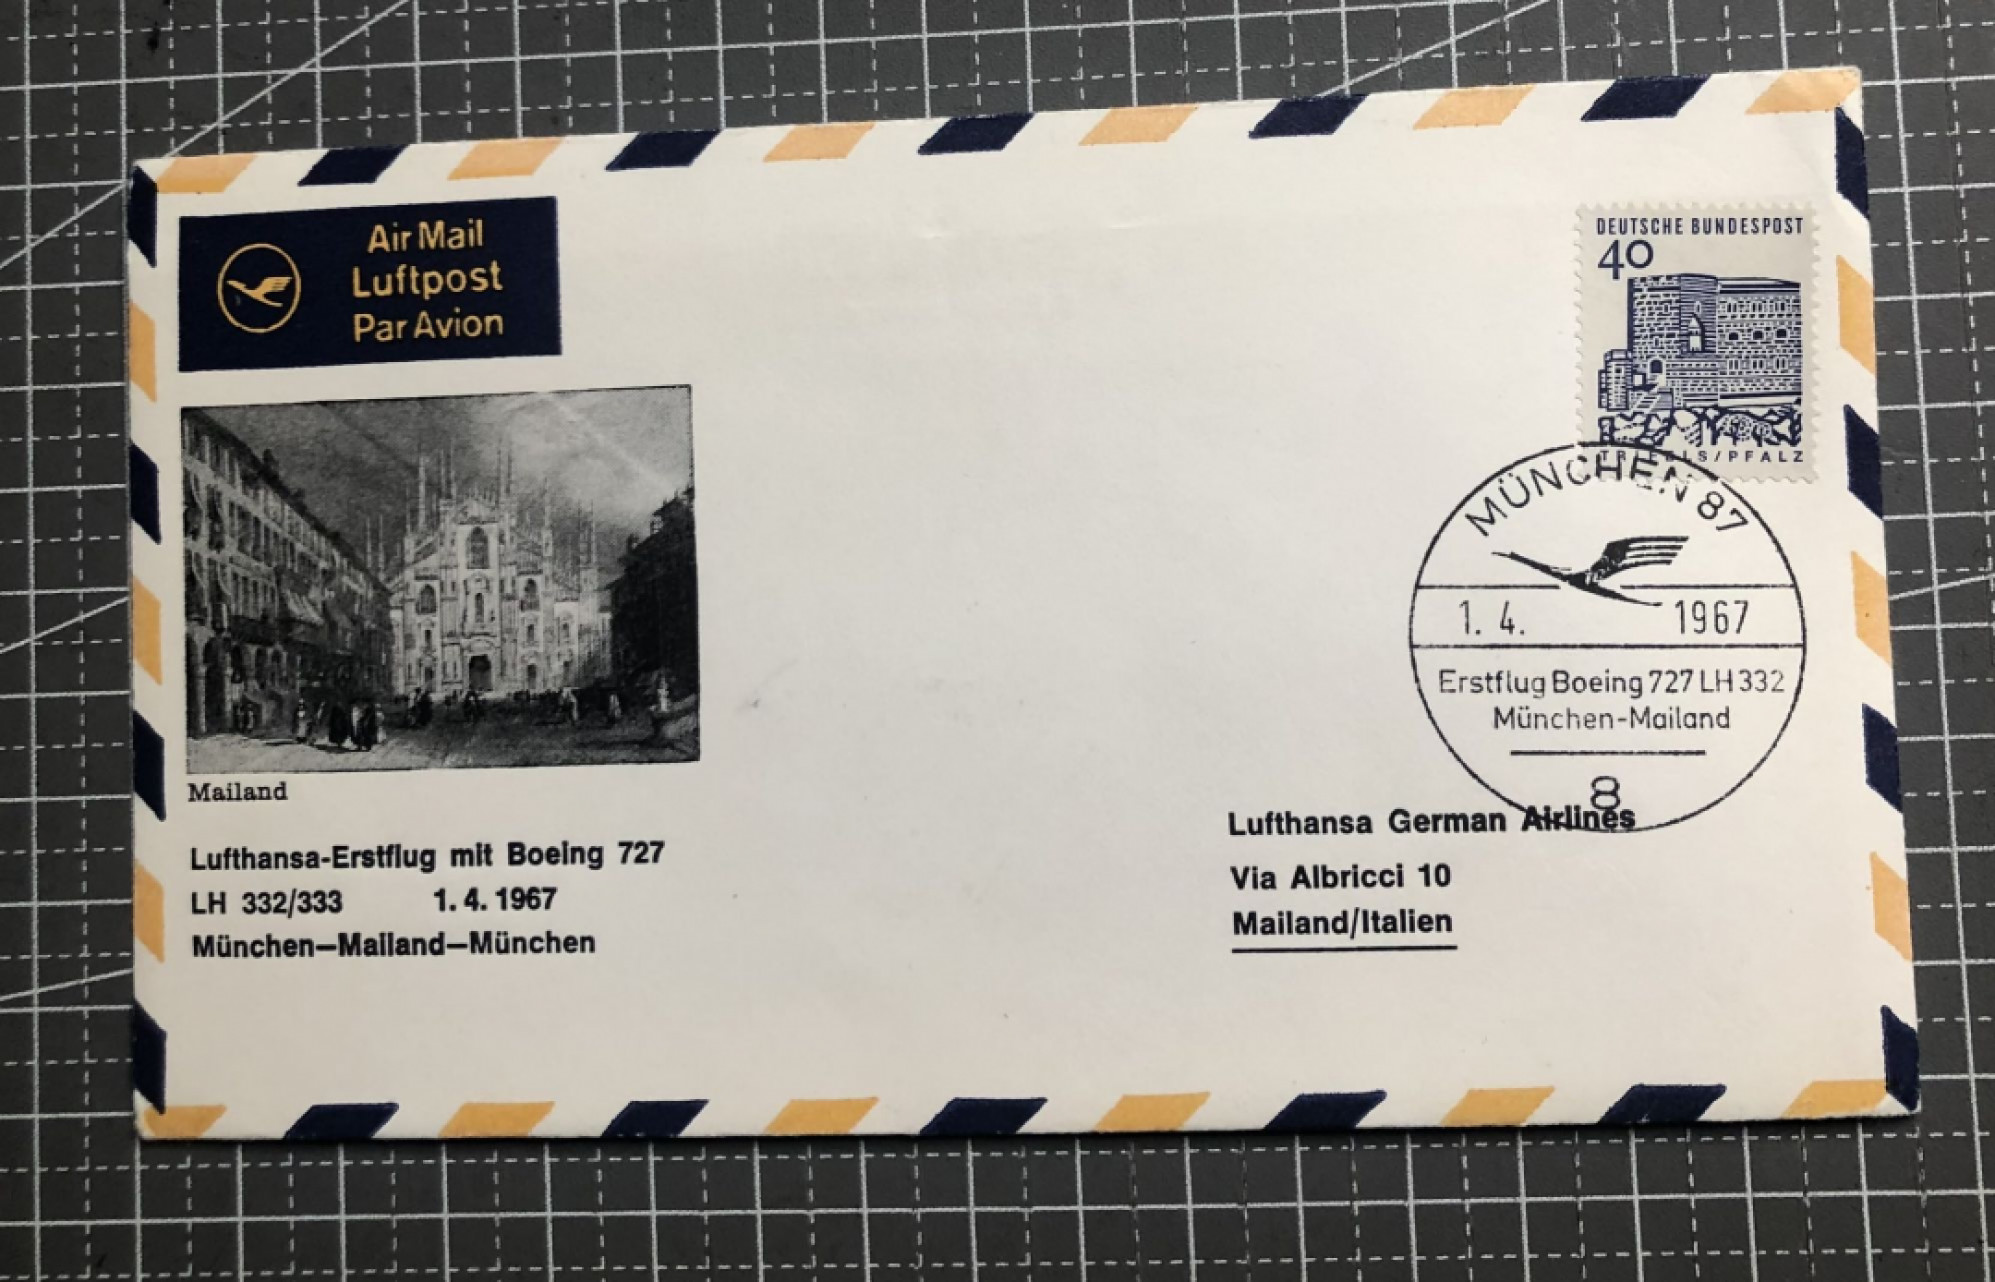 Air Mail
Luftpost
Par Avion
DEUTSCHE BUNDESPOST
40
TRIFELS/PFALZ
MÜNCHEN 87
1. 4. 1967
Erstflug Boeing 727 LH 332
München-Mailand
8
Mailand
Lufthansa-Erstflug mit Boeing 727
LH 332/333 1. 4. 1967
München—Mailand—München
Lufthansa German Airlines
Via Albricci 10
Mailand/Italien